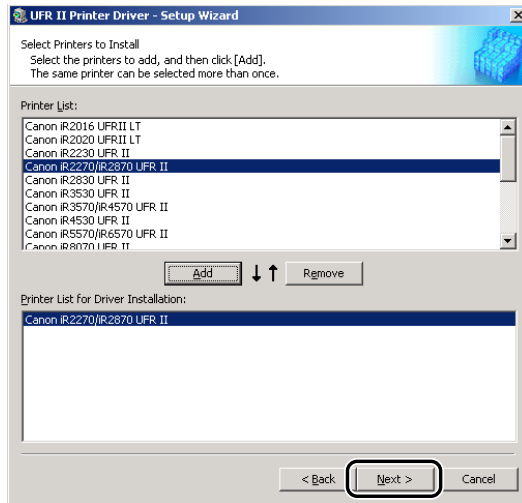 UFR II Printer Driver - Setup Wizard
Select Printers to Install
Select the printers to add, and then click [Add].
The same printer can be selected more than once.
Printer List:
Canon iR2016 UFRII LT
Canon iR2020 UFRII LT
Canon iR2230 UFR II
Canon iR2270/iR2870 UFR II
Canon iR2830 UFR II
Canon iR3530 UFR II
Canon iR3570/iR4570 UFR II
Canon iR4530 UFR II
Canon iR5570/iR6570 UFR II
Canon iR8070 UFR II
Add Remove
Printer List for Driver Installation:
Canon iR2270/iR2870 UFR II
< Back Next > Cancel